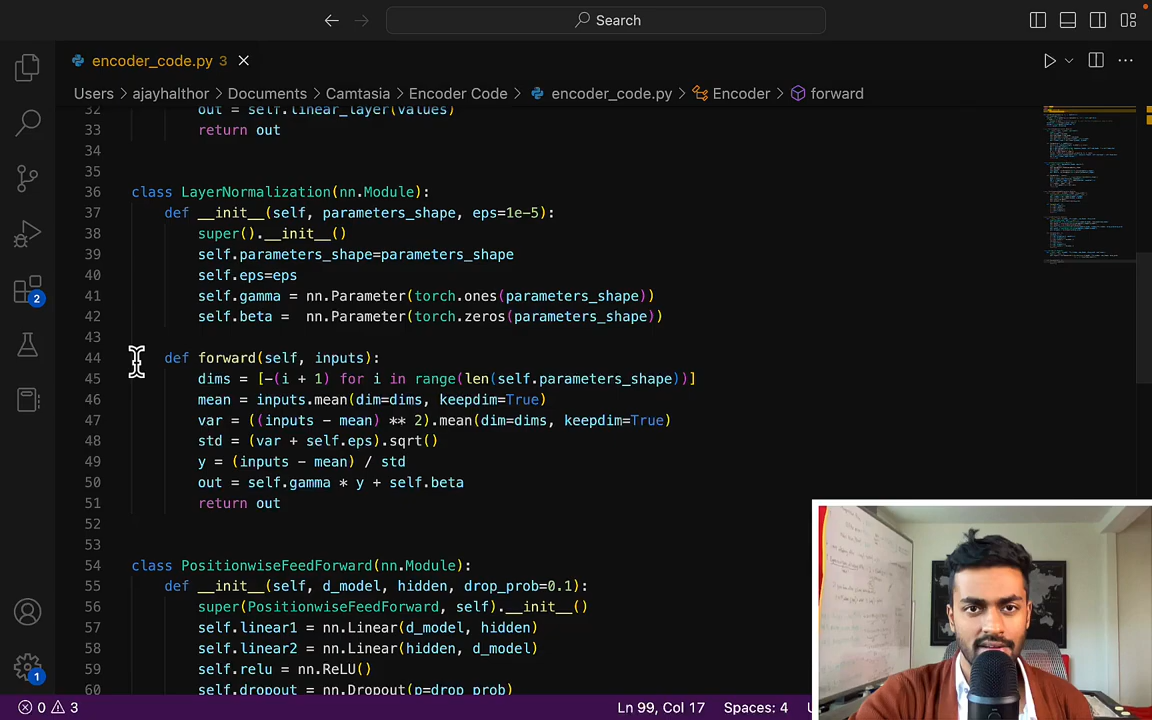 Search
encoder_code.py 3
Users > ajayhalthor > Documents > Camtasia > Encoder Code > encoder_code.py > Encoder > forward
32 out = self.linear_layer(values)
33 return out
34
35
36 class LayerNormalization(nn.Module):
37 def __init__(self, parameters_shape, eps=1e-5):
38 super().__init__()
39 self.parameters_shape=parameters_shape
40 self.eps=eps
41 self.gamma = nn.Parameter(torch.ones(parameters_shape))
42 self.beta =  nn.Parameter(torch.zeros(parameters_shape))
43
44 def forward(self, inputs):
45 dims = [-(i + 1) for i in range(len(self.parameters_shape))]
46 mean = inputs.mean(dim=dims, keepdim=True)
47 var = ((inputs - mean) ** 2).mean(dim=dims, keepdim=True)
48 std = (var + self.eps).sqrt()
49 y = (inputs - mean) / std
50 out = self.gamma * y + self.beta
51 return out
52
53
54 class PositionwiseFeedForward(nn.Module):
55 def __init__(self, d_model, hidden, drop_prob=0.1):
56 super(PositionwiseFeedForward, self).__init__()
57 self.linear1 = nn.Linear(d_model, hidden)
58 self.linear2 = nn.Linear(hidden, d_model)
59 self.relu = nn.ReLU()
60 self.dropout = nn.Dropout(p=drop_prob)
2
1
0 3
Ln 99, Col 17 Spaces: 4